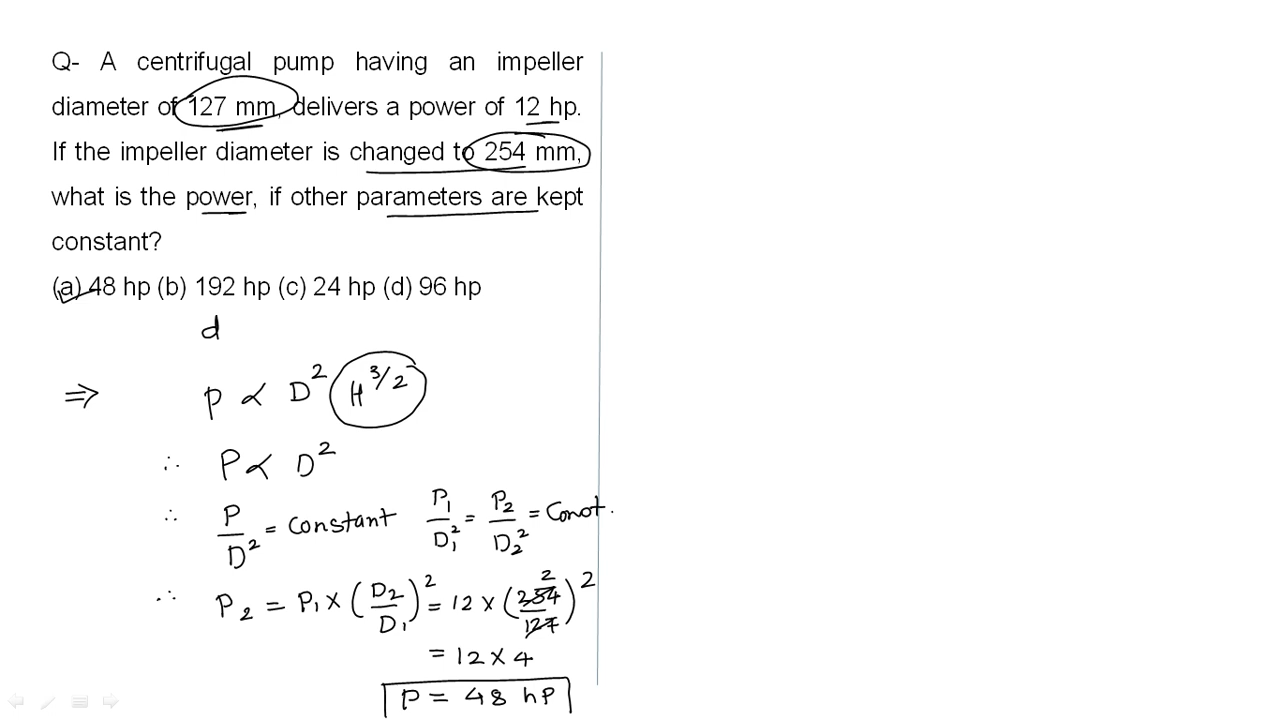 Q- A centrifugal pump having an impeller
diameter of 127 mm, delivers a power of 12 hp.
If the impeller diameter is changed to 254 mm,
what is the power, if other parameters are kept
constant?
(a) 48 hp (b) 192 hp (c) 24 hp (d) 96 hp
d
⇒ P ∝ D² H^3/2
∴ P ∝ D²
∴ P/D² = constant P₁/D₁² = P₂/D₂² = Const.
∴ P₂ = P₁ × (D₂/D₁)² = 12 × (254/127)² 2
= 12 × 4
P = 48 hp